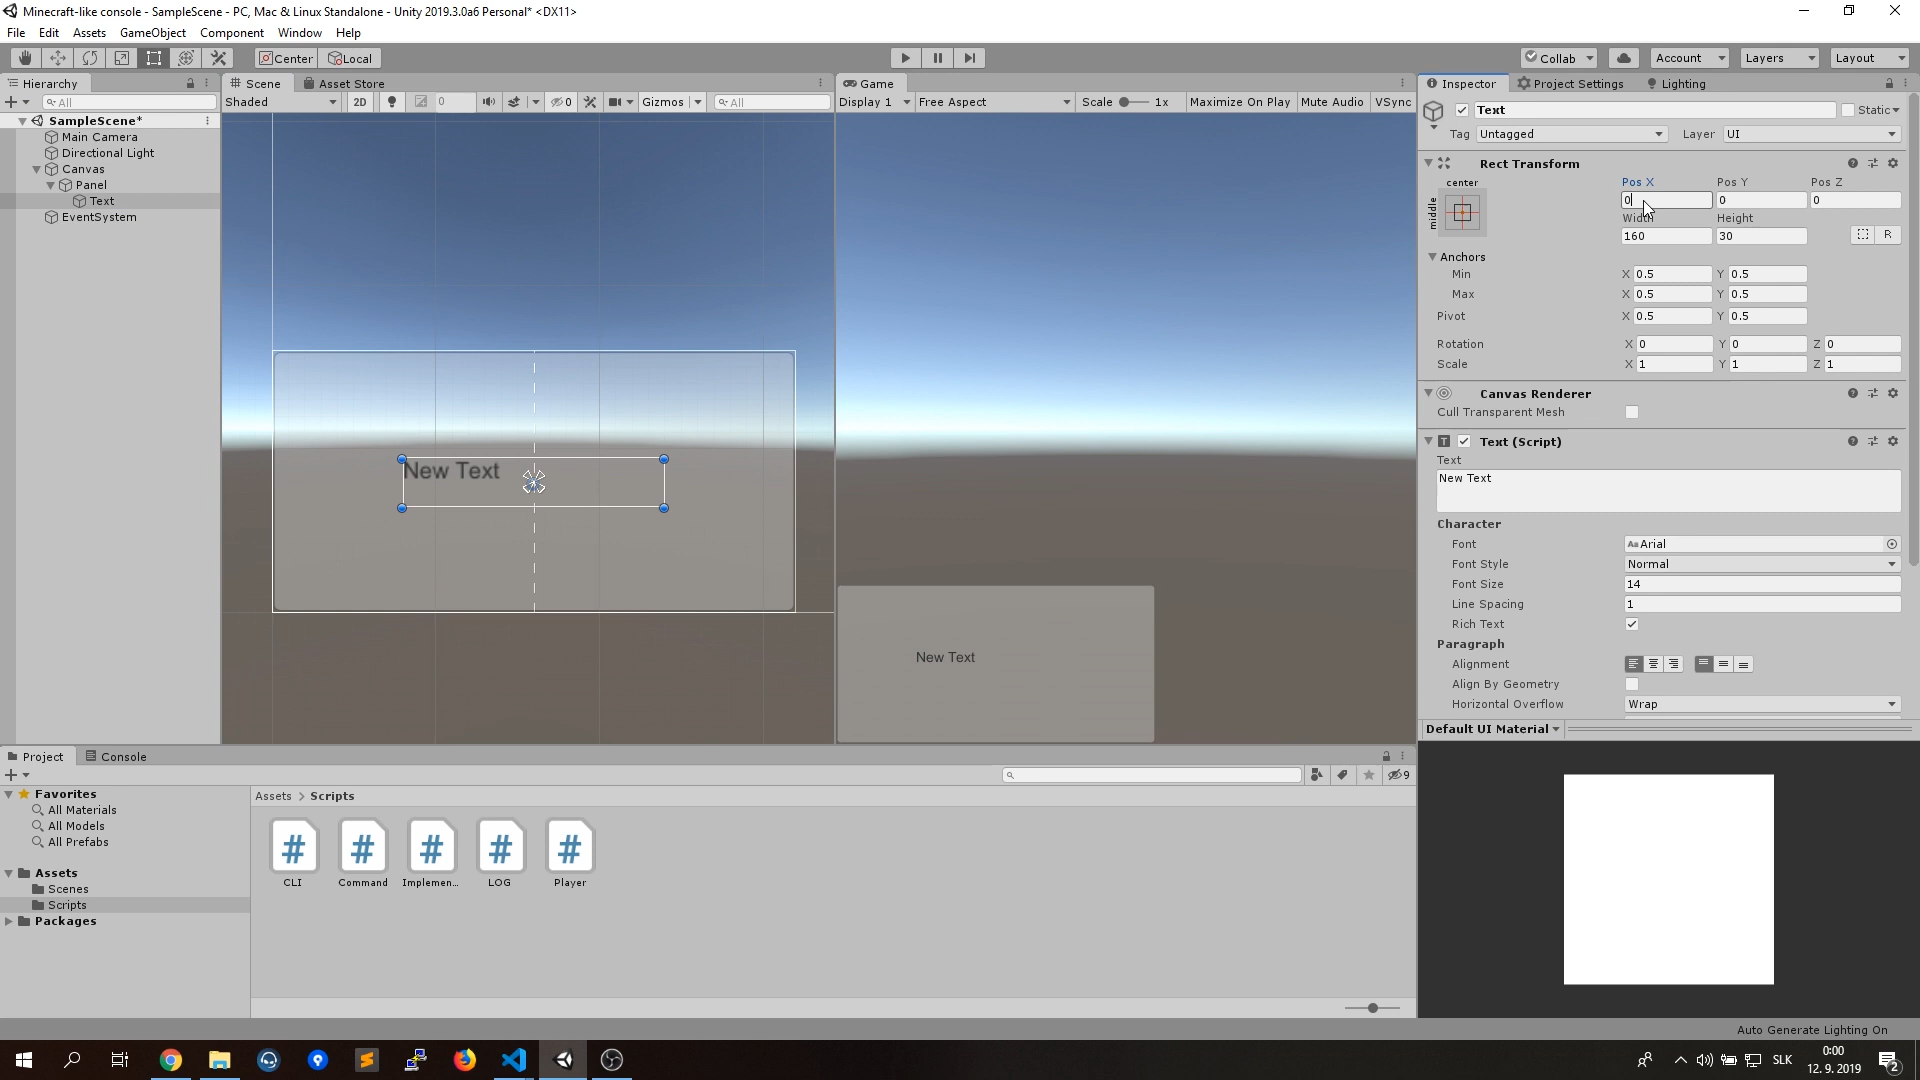 Minecraft-like console - SampleScene - PC, Mac & Linux Standalone - Unity 2019.3.0a6 Personal* <DX11>
File Edit Assets GameObject Component Window Help
Center Local Collab Account Layers Layout
Hierarchy
All
SampleScene*
Main Camera
Directional Light
Canvas
Panel
Text
EventSystem
Scene Asset Store
Shaded 2D 0 0 Gizmos All
New Text
Game
Display 1 Free Aspect Scale 1x Maximize On Play Mute Audio VSync
New Text
Inspector Project Settings Lighting
Text Static
Tag Untagged Layer UI
Rect Transform
center
middle
Pos X Pos Y Pos Z
0 0 0
Width Height
160 30 R
Anchors
Min X 0.5 Y 0.5
Max X 0.5 Y 0.5
Pivot X 0.5 Y 0.5
Rotation X 0 Y 0 Z 0
Scale X 1 Y 1 Z 1
Canvas Renderer
Cull Transparent Mesh
Text (Script)
Text
New Text
Character
Font Aa Arial
Font Style Normal
Font Size 14
Line Spacing 1
Rich Text
Paragraph
Alignment
Align By Geometry
Horizontal Overflow Wrap
Default UI Material
Project Console
9
Favorites
All Materials
All Models
All Prefabs
Assets
Scenes
Scripts
Packages
Assets > Scripts
CLI Command Implemen... LOG Player
Auto Generate Lighting On
SLK
0:00
12. 9. 2019
2